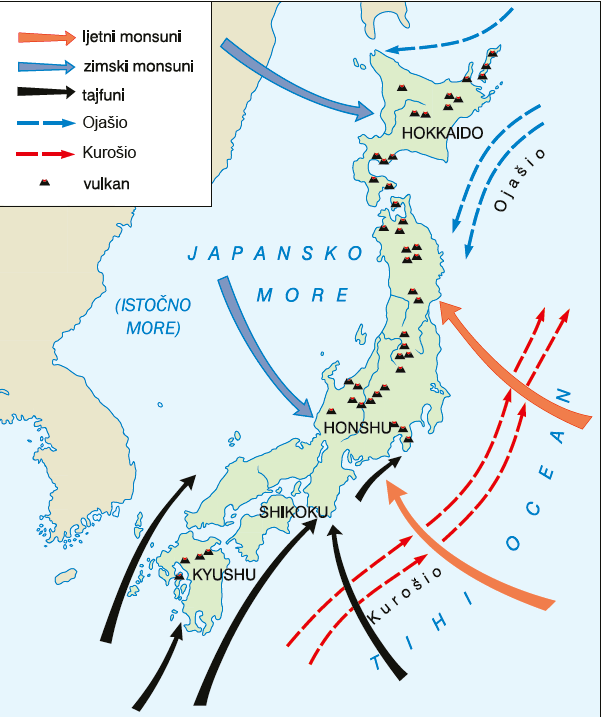 ljetni monsuni
zimski monsuni
tajfuni
Ojašio
Kurošio
vulkan
HOKKAIDO
Ojašio
JAPANSKO
MORE
(ISTOČNO
MORE)
HONSHU
SHIKOKU
KYUSHU
Kurošio
TIHI OCEAN